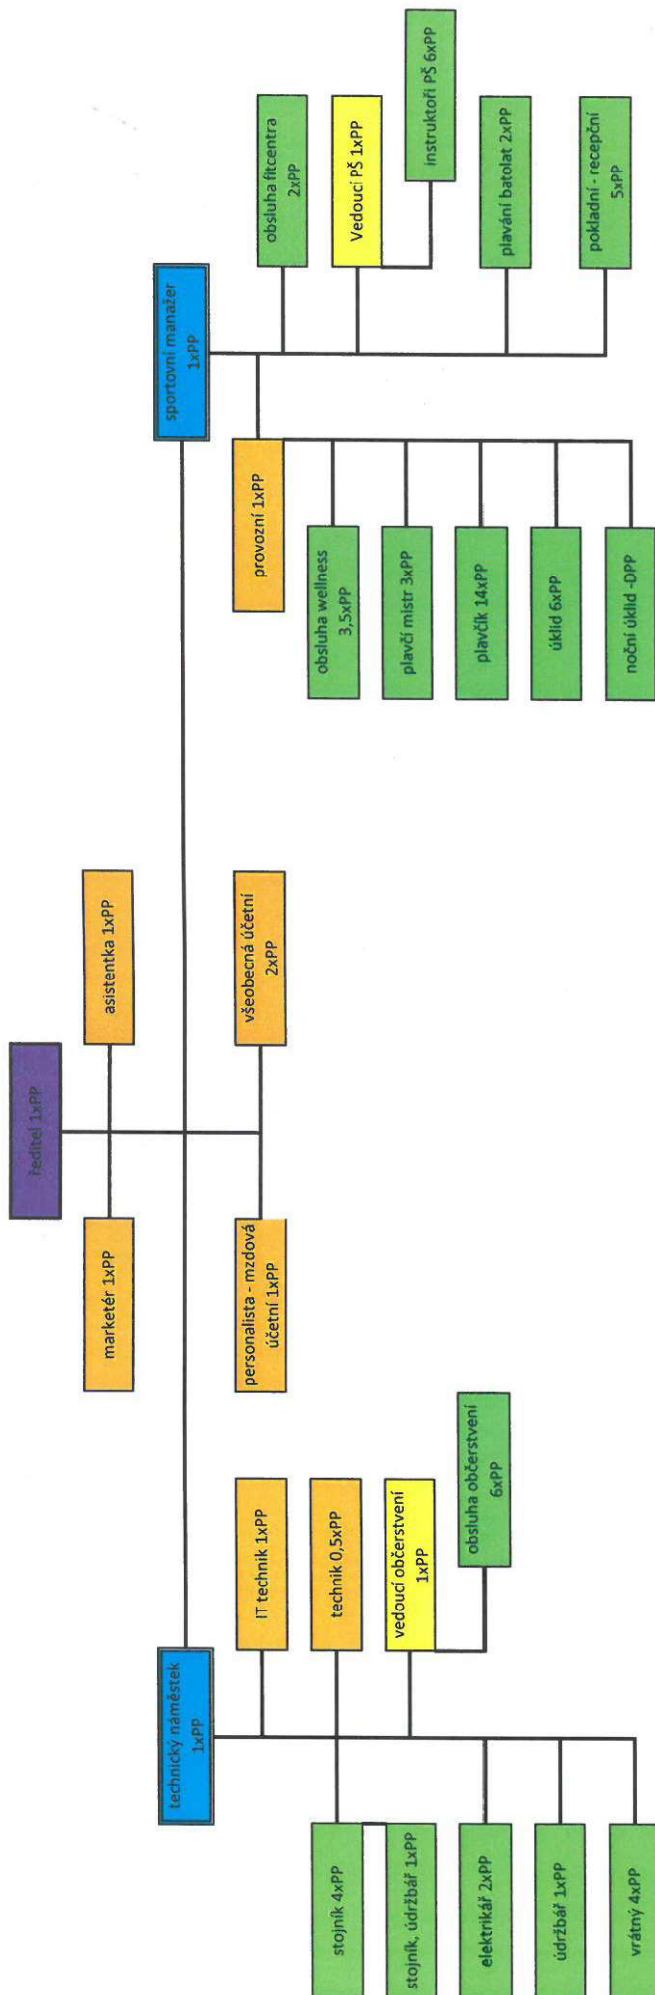 ředitel 1xPP
marketér 1xPP
asistentka 1xPP
personalista - mzdová
účetní 1xPP
všeobecná účetní
2xPP
technický náměstek
1xPP
IT technik 1xPP
technik 0,5xPP
vedoucí občerstvení
1xPP
obsluha občerstvení
6xPP
stojník 4xPP
stojník, údržbář 1xPP
elektrikář 2xPP
údržbář 1xPP
vrátný 4xPP
sportovní manažer
1xPP
provozní 1xPP
obsluha wellness
3,5xPP
plavčí mistr 3xPP
plavčík 14xPP
úklid 6xPP
noční úklid -DPP
obsluha fitcentra
2xPP
Vedoucí PŠ 1xPP
instruktoři PŠ 6xPP
plavání batolat 2xPP
pokladní - recepční
5xPP